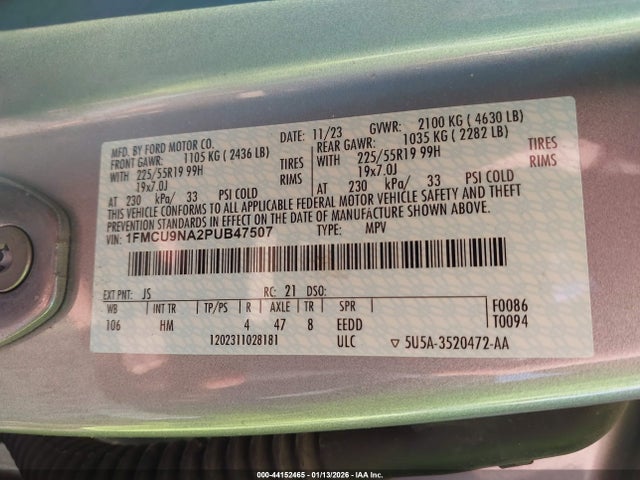 MFD. BY FORD MOTOR CO. DATE: 11/23 GVWR: 2100 KG ( 4630 LB)
FRONT GAWR: 1105 KG ( 2436 LB) REAR GAWR: 1035 KG ( 2282 LB)
WITH 225/55R19 99H TIRES WITH 225/55R19 99H TIRES
19x7.0J RIMS 19x7.0J RIMS
AT 230 kPa/ 33 PSI COLD AT 230 kPa/ 33 PSI COLD
THIS VEHICLE CONFORMS TO ALL APPLICABLE FEDERAL MOTOR VEHICLE SAFETY AND THEFT
PREVENTION STANDARDS IN EFFECT ON THE DATE OF MANUFACTURE SHOWN ABOVE.
VIN: 1FMCU9NA2PUB47507 TYPE: MPV
EXT PNT: JS RC: 21 DSO:
WB INT TR TP/PS R AXLE TR SPR F0086
106 HM 4 47 8 EEDD T0094
1202311028181 ULC ▽ 5U5A-3520472-AA
000-44152465 - 01/13/2026 - IAA Inc.